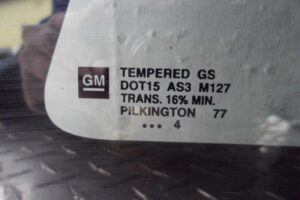 GM
TEMPERED GS
DOT15 AS3 M127
TRANS. 16% MIN.
PILKINGTON 77
••• 4